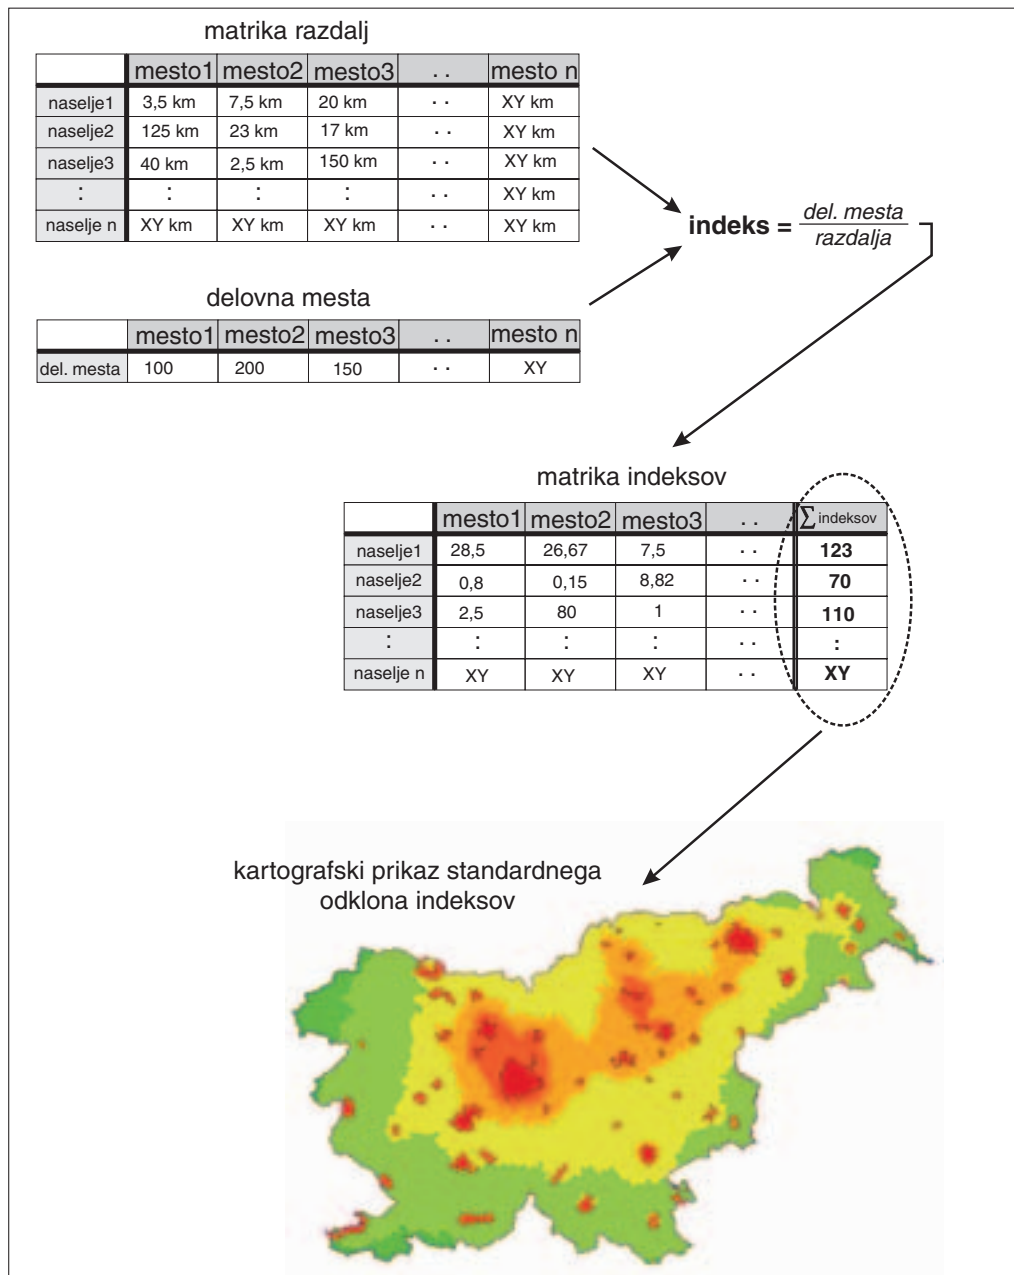 matrika razdalj
mesto1 mesto2 mesto3 . . mesto n
naselje1 3,5 km 7,5 km 20 km . . XY km
naselje2 125 km 23 km 17 km . . XY km
naselje3 40 km 2,5 km 150 km . . XY km
: : : : . . XY km
naselje n XY km XY km XY km . . XY km
indeks = del. mesta
razdalja
delovna mesta
mesto1 mesto2 mesto3 . . mesto n
del. mesta 100 200 150 . . XY
matrika indeksov
mesto1 mesto2 mesto3 . . ∑ indeksov
naselje1 28,5 26,67 7,5 . . 123
naselje2 0,8 0,15 8,82 . . 70
naselje3 2,5 80 1 . . 110
: : : : . . :
naselje n XY XY XY . . XY
kartografski prikaz standardnega
odklona indeksov